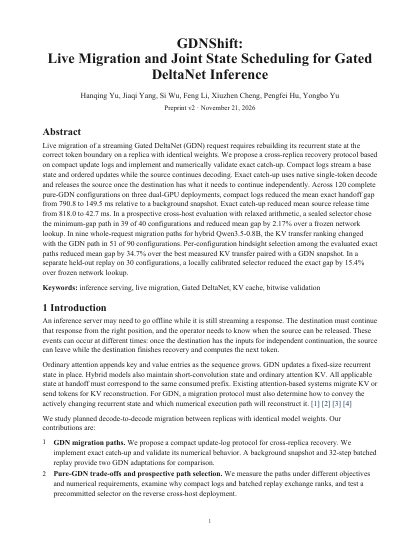 GDNShift:
Live Migration and Joint State Scheduling for Gated
DeltaNet Inference
Hanqing Yu, Jiaqi Yang, Si Wu, Feng Li, Xiuzhen Cheng, Pengfei Hu, Yongbo Yu
Preprint v2 · November 21, 2026
Abstract
Live migration of a streaming Gated DeltaNet (GDN) request requires rebuilding its recurrent state at the
correct token boundary on a replica with identical weights. We propose a cross-replica recovery protocol
based on compact update logs and implement and numerically validate exact catch-up. Compact logs stream a base
state and ordered updates while the source continues decoding. Exact catch-up uses native single-token decode
and releases the source once the destination has what it needs to continue independently. Across 120 complete
pure-GDN configurations on three dual-GPU deployments, compact logs reduced the mean exact handoff gap
from 790.8 to 149.5 ms relative to a background snapshot. Exact catch-up reduced mean source release time
from 818.0 to 42.7 ms. In a prospective cross-host evaluation with relaxed arithmetic, a sealed selector chose
the minimum-gap path in 39 of 40 configurations and reduced mean gap by 2.17% over a frozen network
lookup. In nine whole-request migration paths for hybrid Qwen3.5-0.8B, the KV transfer ranking changed
with the GDN path in 51 of 90 configurations. Per-configuration hindsight selection among the evaluated exact
paths reduced mean gap by 34.7% over the best measured KV transfer paired with a GDN snapshot. In a
separate held-out replay on 30 configurations, a locally calibrated selector reduced the exact gap by 15.4%
over frozen network lookup.
Keywords: inference serving, live migration, Gated DeltaNet, KV cache, bitwise validation
1 Introduction
An inference server may need to go offline while it is still streaming a response. The destination must continue
that response from the right position, and the operator needs to know when the source can be released. These
events can occur at different times: once the destination has the inputs for independent continuation, the source
can leave while the destination finishes recovery and computes the next token.
Ordinary attention appends key and value entries as the sequence grows. GDN updates a fixed-size recurrent
state in place. Hybrid models also maintain short-convolution state and ordinary attention KV. All applicable
state at handoff must correspond to the same consumed prefix. Existing attention-based systems migrate KV or
send tokens for KV reconstruction. For GDN, a migration protocol must also determine how to convey the
actively changing recurrent state and which numerical execution path will reconstruct it. [1] [2] [3] [4]
We study planned decode-to-decode migration between replicas with identical model weights. Our
contributions are:
1 GDN migration paths. We propose a compact update-log protocol for cross-replica recovery. We
implement exact catch-up and validate its numerical behavior. A background snapshot and 32-step batched
replay provide two GDN adaptations for comparison.
2 Pure-GDN trade-offs and prospective path selection. We measure the paths under different objectives
and numerical requirements, examine why compact logs and batched replay exchange ranks, and test a
precommitted selector on the reverse cross-host deployment.
1